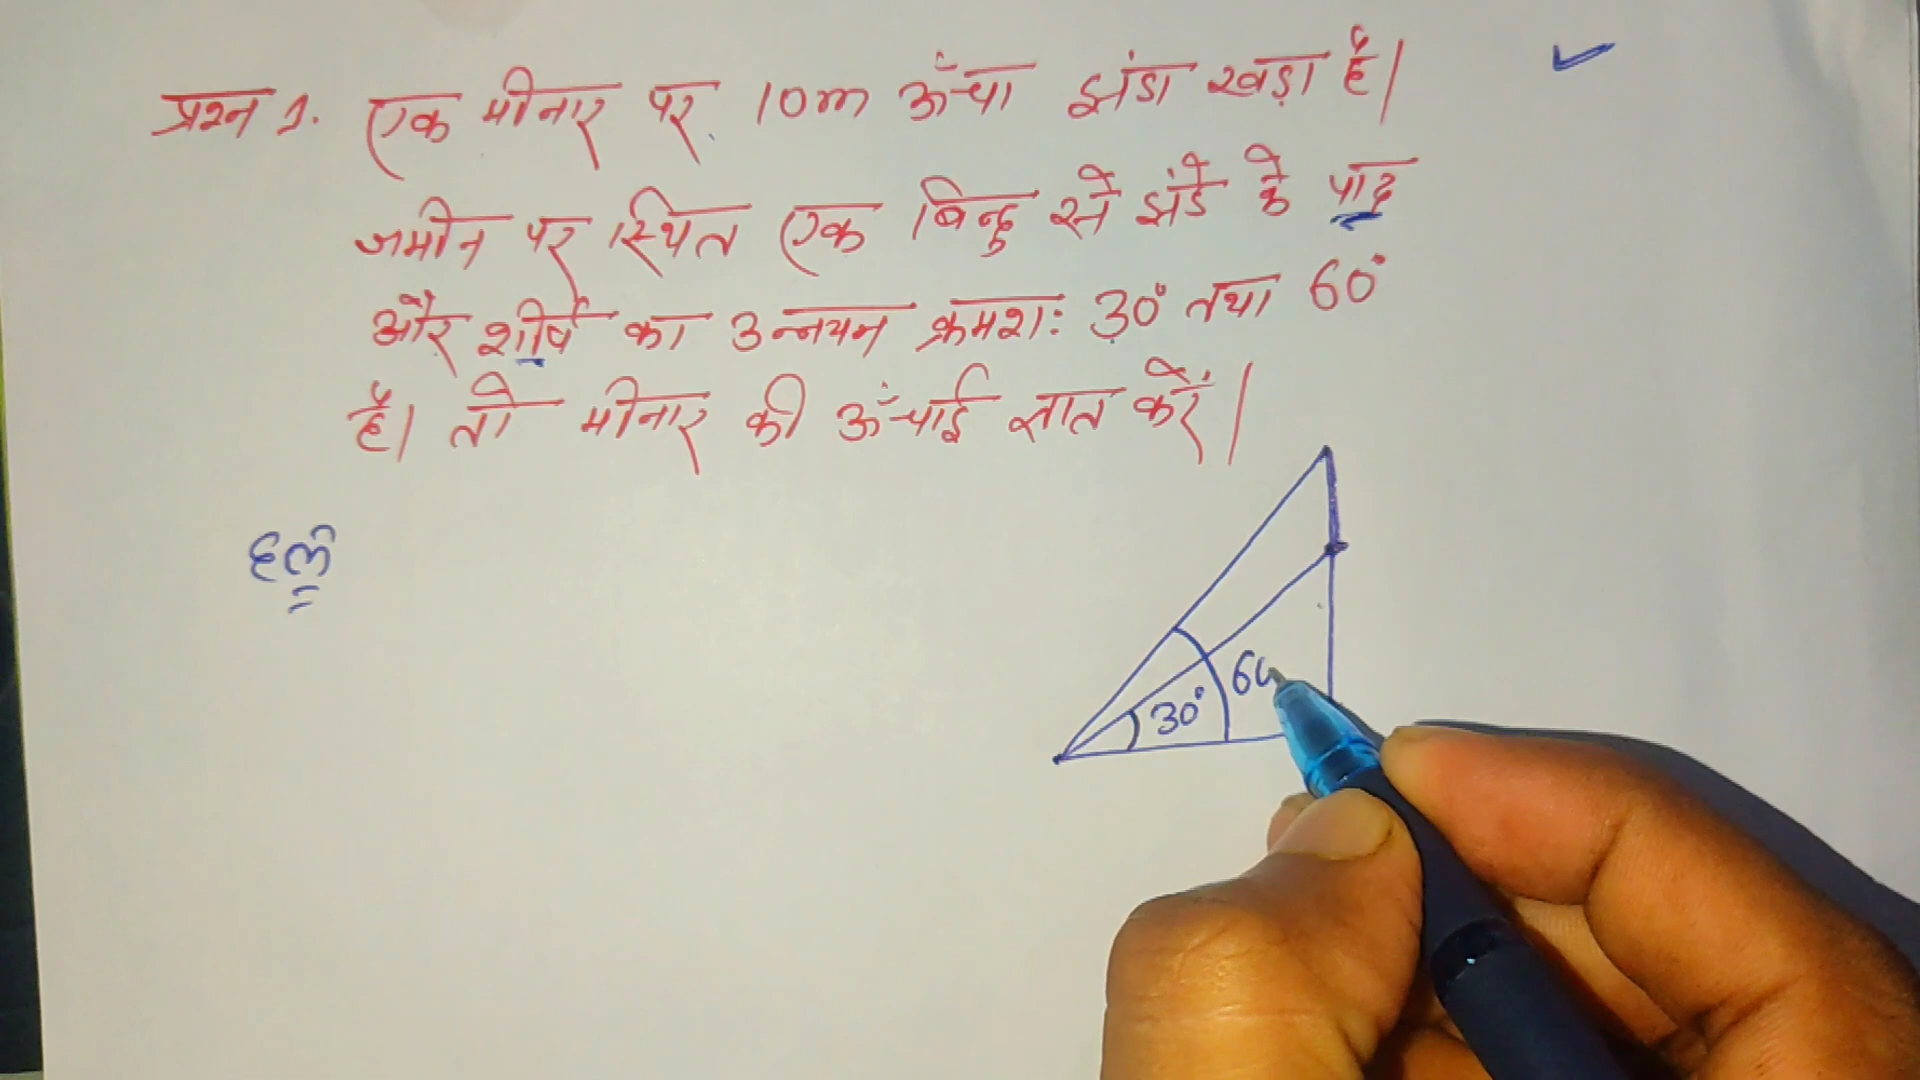 प्रश्न 1. एक मीनार पर 10m ऊँचा झंडा खड़ा है।
जमीन पर स्थित एक बिन्दु से झंडे के पाद
और शीर्ष का उन्नयन क्रमशः 30° तथा 60°
है। तो मीनार की ऊँचाई ज्ञात करें।
हल
30°
60